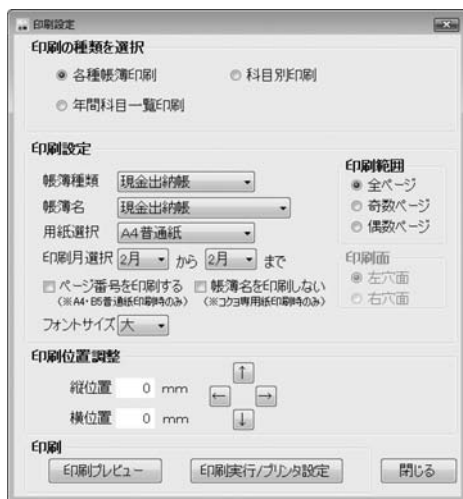 印刷設定
印刷の種類を選択
各種帳簿印刷 科目別印刷
年間科目一覧印刷
印刷設定
帳簿種類 現金出納帳
帳簿名 現金出納帳
用紙選択 A4普通紙
印刷月選択 2月 から 2月 まで
ページ番号を印刷する 帳簿名を印刷しない
(※A4・B5普通紙印刷時のみ) (※コクヨ専用紙印刷時のみ)
フォントサイズ 大
印刷範囲
全ページ
奇数ページ
偶数ページ
印刷面
左穴面
右穴面
印刷位置調整
縦位置 0 mm
横位置 0 mm
↑
← →
↓
印刷
印刷プレビュー 印刷実行/プリンタ設定 閉じる